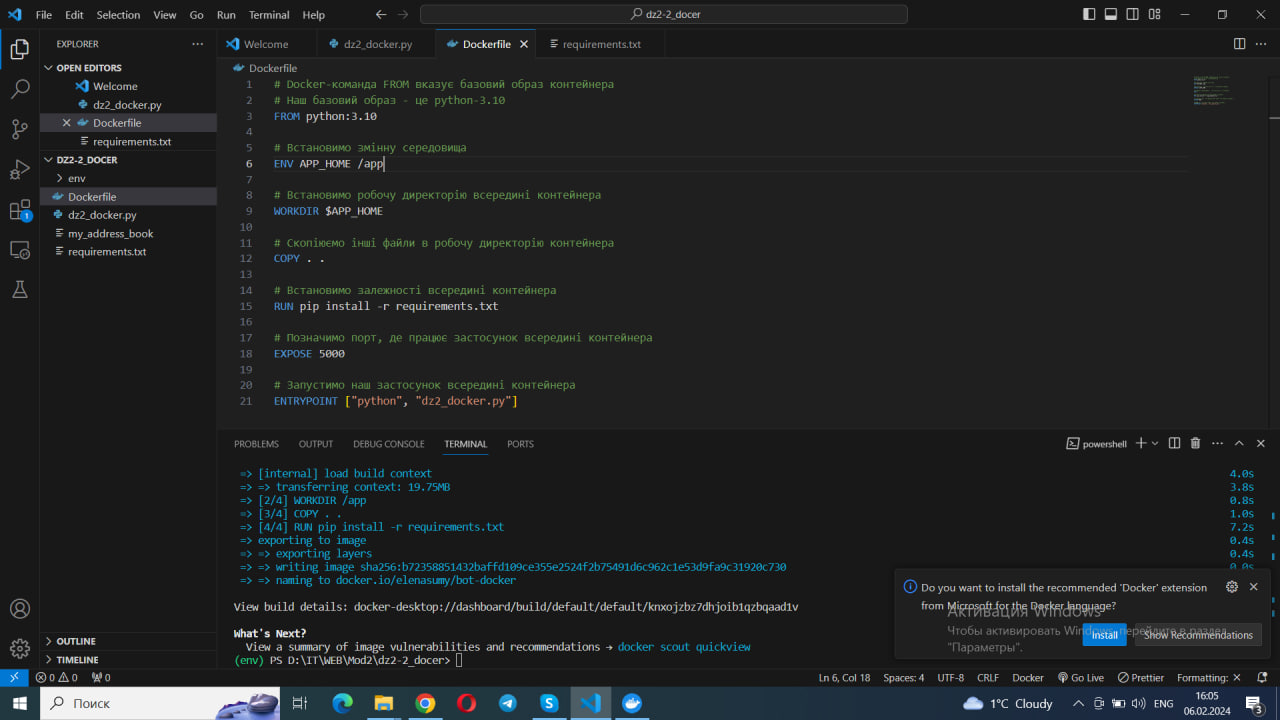 File Edit Selection View Go Run Terminal Help
dz2_docer
EXPLORER
OPEN EDITORS
Welcome
dz2_docker.py
Dockerfile
requirements.txt
DZ2-2_DOCER
env
Dockerfile
dz2_docker.py
my_address_book
requirements.txt
OUTLINE
TIMELINE
1
Welcome
dz2_docker.py
Dockerfile
requirements.txt
Dockerfile
1 # Docker-команда FROM вказує базовий образ контейнера
2 # Наш базовий образ - це python-3.10
3 FROM python:3.10
4
5 # Встановимо змінну середовища
6 ENV APP_HOME /app
7
8 # Встановимо робочу директорію всередині контейнера
9 WORKDIR $APP_HOME
10
11 # Скопіюємо інші файли в робочу директорію контейнера
12 COPY . .
13
14 # Встановимо залежності всередині контейнера
15 RUN pip install -r requirements.txt
16
17 # Позначимо порт, де працює застосунок всередині контейнера
18 EXPOSE 5000
19
20 # Запустимо наш застосунок всередині контейнера
21 ENTRYPOINT ["python", "dz2_docker.py"]
PROBLEMS OUTPUT DEBUG CONSOLE TERMINAL PORTS
powershell
=> [internal] load build context 4.0s
=> => transferring context: 19.75MB 3.8s
=> [2/4] WORKDIR /app 0.8s
=> [3/4] COPY . . 1.0s
=> [4/4] RUN pip install -r requirements.txt 7.2s
=> exporting to image 0.4s
=> => exporting layers 0.4s
=> => writing image sha256:b72358851432baffd109ce355e2524f2b75491d6c962c1e53d9fa9c31920c730 0.0s
=> => naming to docker.io/elenasumy/bot-docker
View build details: docker-desktop://dashboard/build/default/default/knxojzbz7dhjoib1qzbqaad1v
What's Next?
View a summary of image vulnerabilities and recommendations → docker scout quickview
(env) PS D:\IT\WEB\Mod2\dz2-2_docer>
Do you want to install the recommended 'Docker' extension
from Microsoft for the Docker language?
Install
Show Recommendations
Активация Windows
Чтобы активировать Windows, перейдите в раздел
"Параметры".
0 0 0
Ln 6, Col 18 Spaces: 4 UTF-8 CRLF Docker Go Live Prettier Formatting:
Поиск
1°C Cloudy
ENG
16:05
06.02.2024
3